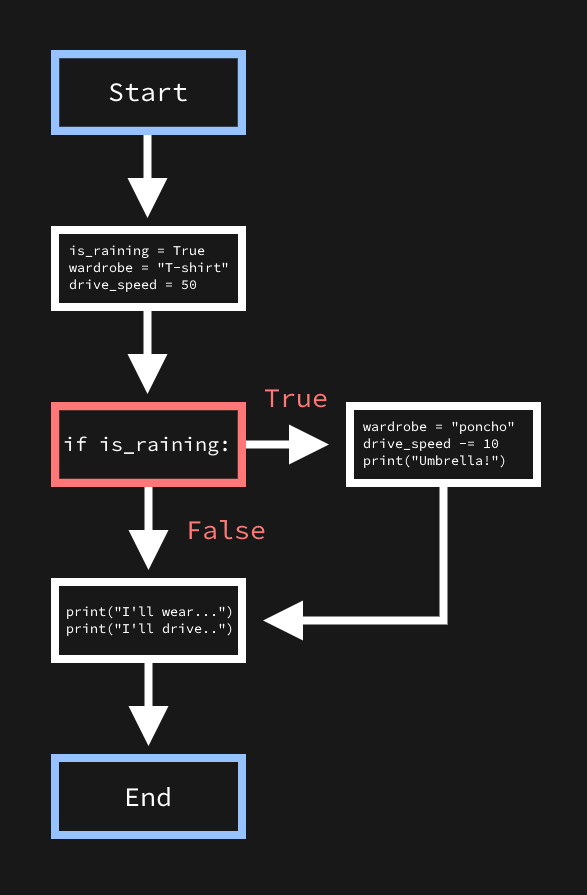 Start
is_raining = True
wardrobe = "T-shirt"
drive_speed = 50
if is_raining:
True
wardrobe = "poncho"
drive_speed -= 10
print("Umbrella!")
False
print("I'll wear...")
print("I'll drive..")
End